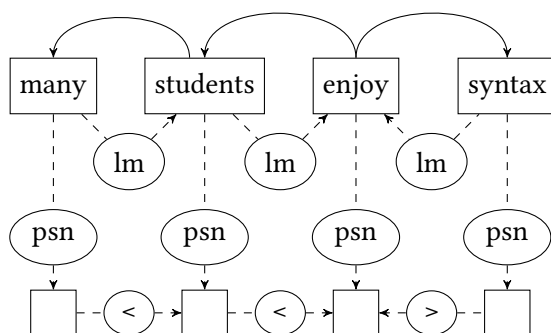 many students enjoy syntax
lm lm lm
psn psn psn psn
< < >